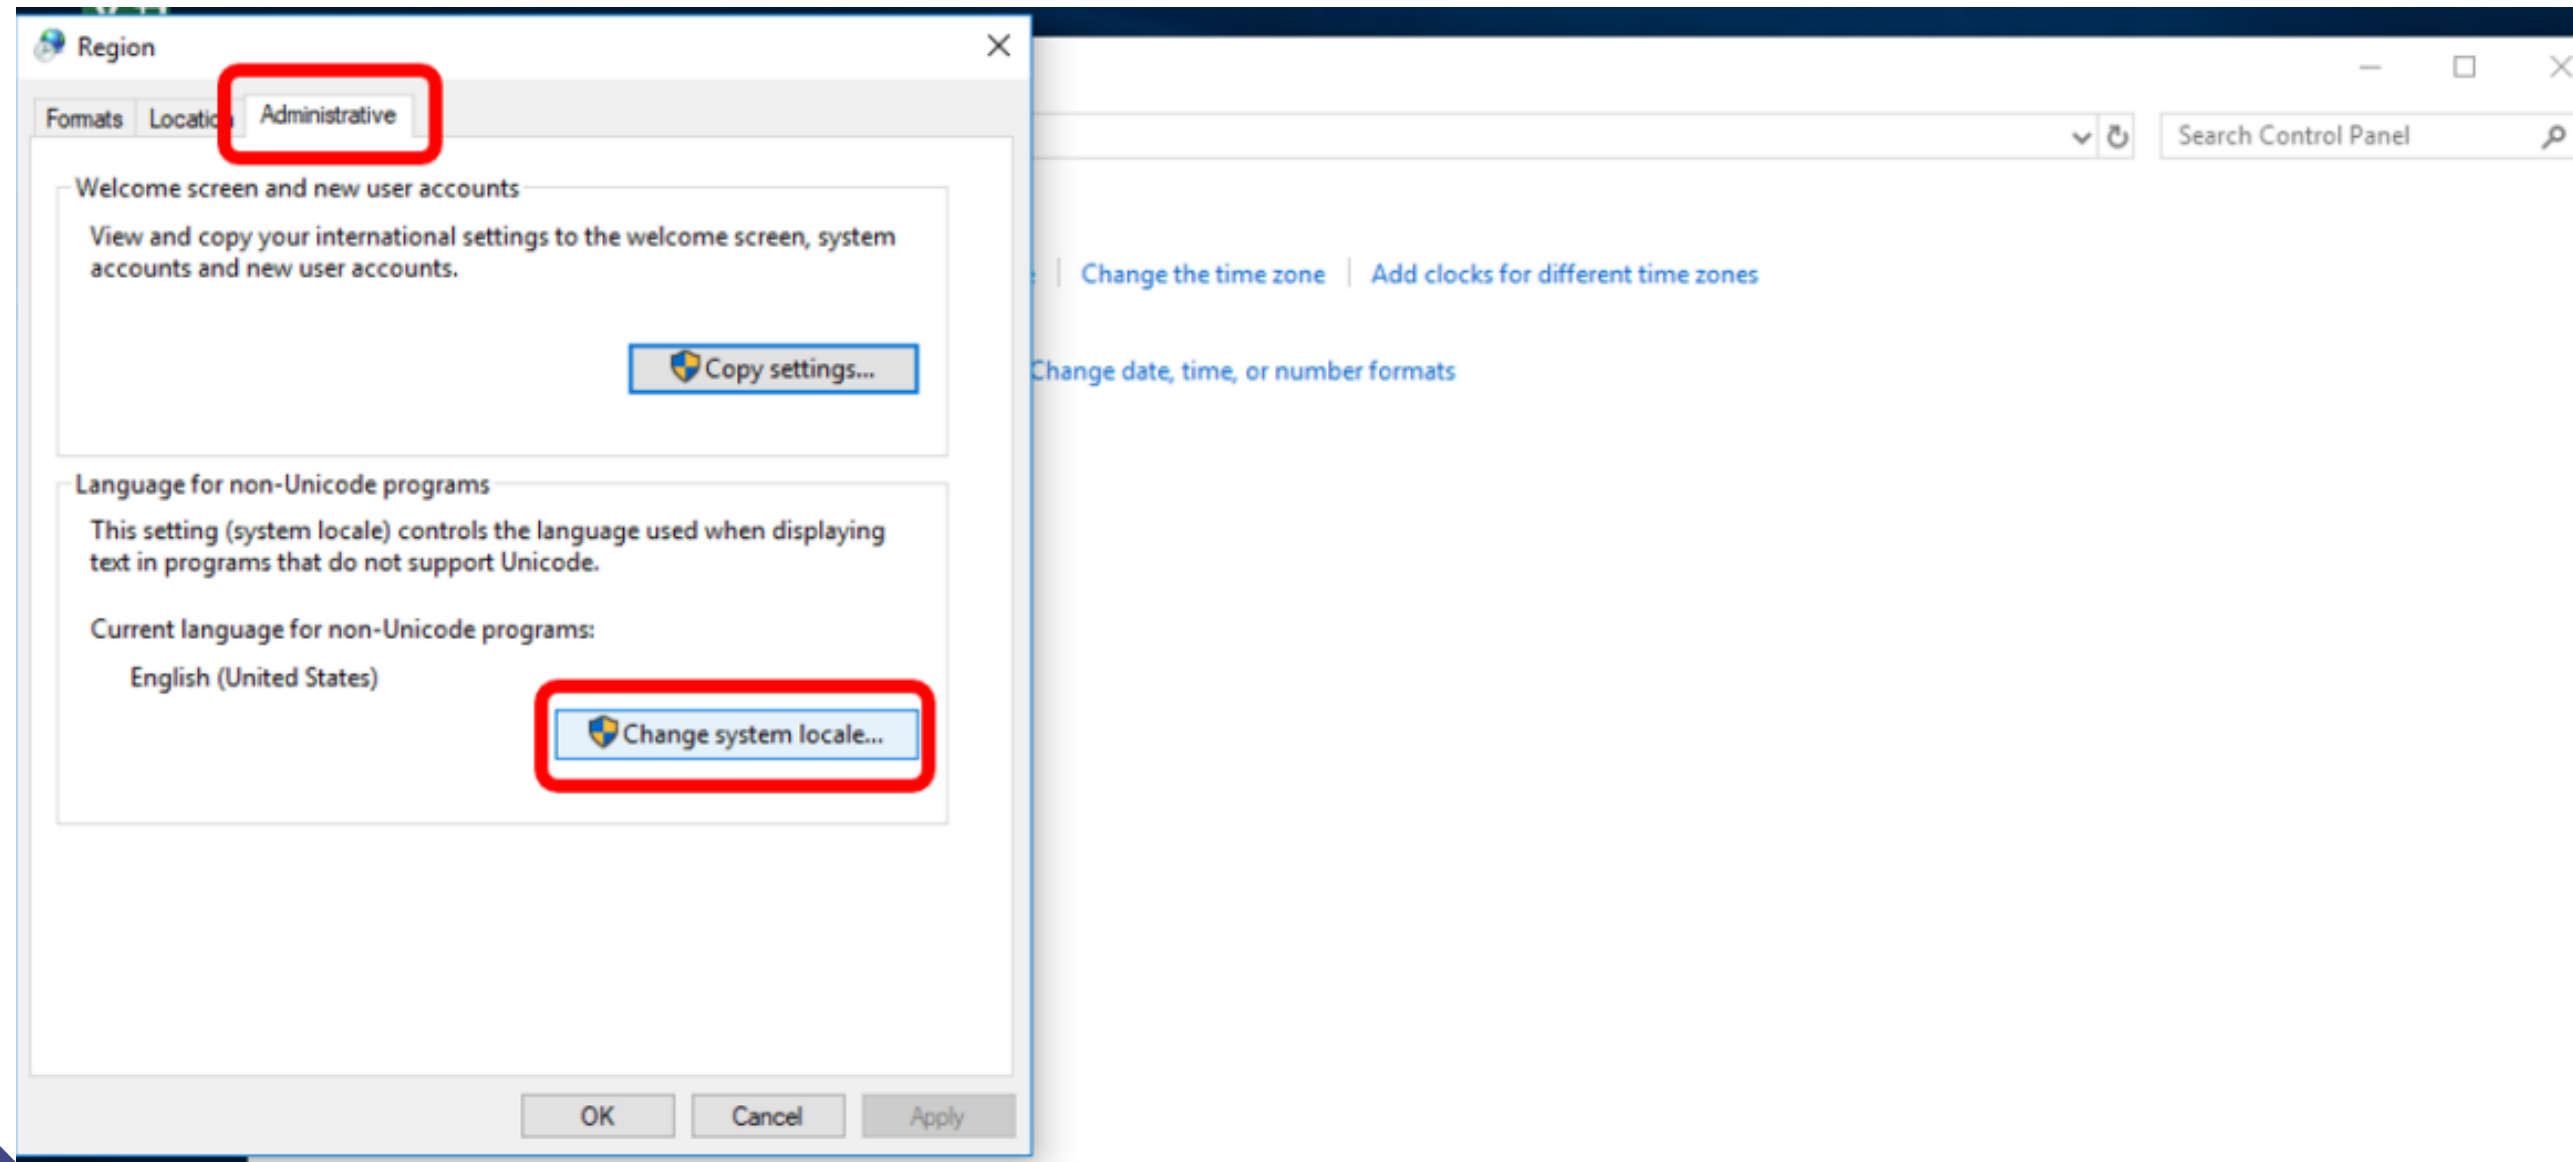 Region
Formats Location Administrative
Search Control Panel
Welcome screen and new user accounts
View and copy your international settings to the welcome screen, system
accounts and new user accounts.
Change the time zone Add clocks for different time zones
Copy settings...
Change date, time, or number formats
Language for non-Unicode programs
This setting (system locale) controls the language used when displaying
text in programs that do not support Unicode.
Current language for non-Unicode programs:
English (United States)
Change system locale...
OK Cancel Apply